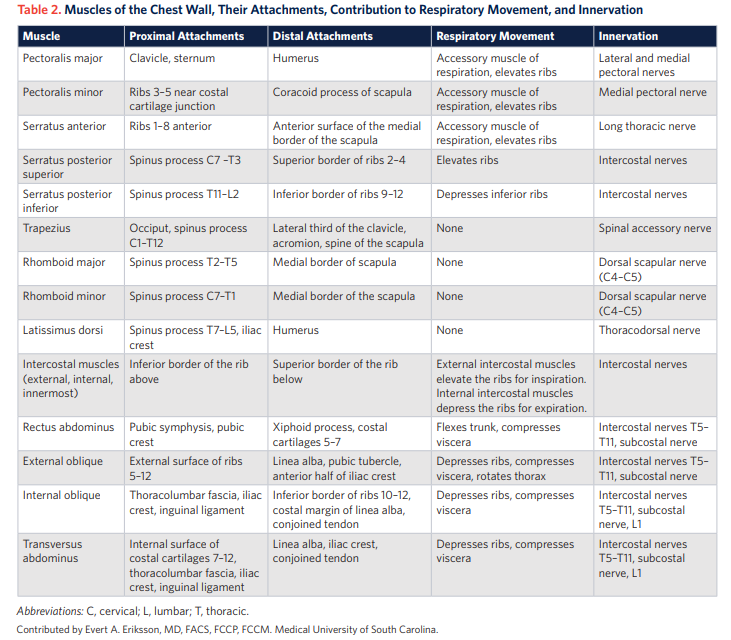 Table 2. Muscles of the Chest Wall, Their Attachments, Contribution to Respiratory Movement, and Innervation
Muscle Proximal Attachments Distal Attachments Respiratory Movement Innervation
Pectoralis major Clavicle, sternum Humerus Accessory muscle of Lateral and medial
respiration, elevates ribs pectoral nerves
Pectoralis minor Ribs 3–5 near costal Coracoid process of scapula Accessory muscle of Medial pectoral nerve
cartilage junction respiration, elevates ribs
Serratus anterior Ribs 1–8 anterior Anterior surface of the medial Accessory muscle of Long thoracic nerve
border of the scapula respiration, elevates ribs
Serratus posterior Spinus process C7 –T3 Superior border of ribs 2–4 Elevates ribs Intercostal nerves
superior
Serratus posterior Spinus process T11–L2 Inferior border of ribs 9–12 Depresses inferior ribs Intercostal nerves
inferior
Trapezius Occiput, spinus process Lateral third of the clavicle, None Spinal accessory nerve
C1–T12 acromion, spine of the scapula
Rhomboid major Spinus process T2–T5 Medial border of scapula None Dorsal scapular nerve
(C4–C5)
Rhomboid minor Spinus process C7–T1 Medial border of the scapula None Dorsal scapular nerve
(C4–C5)
Latissimus dorsi Spinus process T7–L5, iliac Humerus None Thoracodorsal nerve
crest
Intercostal muscles Inferior border of the rib Superior border of the rib External intercostal muscles Intercostal nerves
(external, internal, above below elevate the ribs for inspiration.
innermost) Internal intercostal muscles
depress the ribs for expiration.
Rectus abdominus Pubic symphysis, pubic Xiphoid process, costal Flexes trunk, compresses Intercostal nerves T5–
crest cartilages 5–7 viscera T11, subcostal nerve
External oblique External surface of ribs Linea alba, pubic tubercle, Depresses ribs, compresses Intercostal nerves T5–
5–12 anterior half of iliac crest viscera, rotates thorax T11, subcostal nerve
Internal oblique Thoracolumbar fascia, iliac Inferior border of ribs 10–12, Depresses ribs, compresses Intercostal nerves
crest, inguinal ligament costal margin of linea alba, viscera T5–T11, subcostal
conjoined tendon nerve, L1
Transversus Internal surface of Linea alba, iliac crest, Depresses ribs, compresses Intercostal nerves
abdominus costal cartilages 7–12, conjoined tendon viscera T5–T11, subcostal
thoracolumbar fascia, iliac nerve, L1
crest, inguinal ligament
Abbreviations: C, cervical; L, lumbar; T, thoracic.
Contributed by Evert A. Eriksson, MD, FACS, FCCP, FCCM. Medical University of South Carolina.